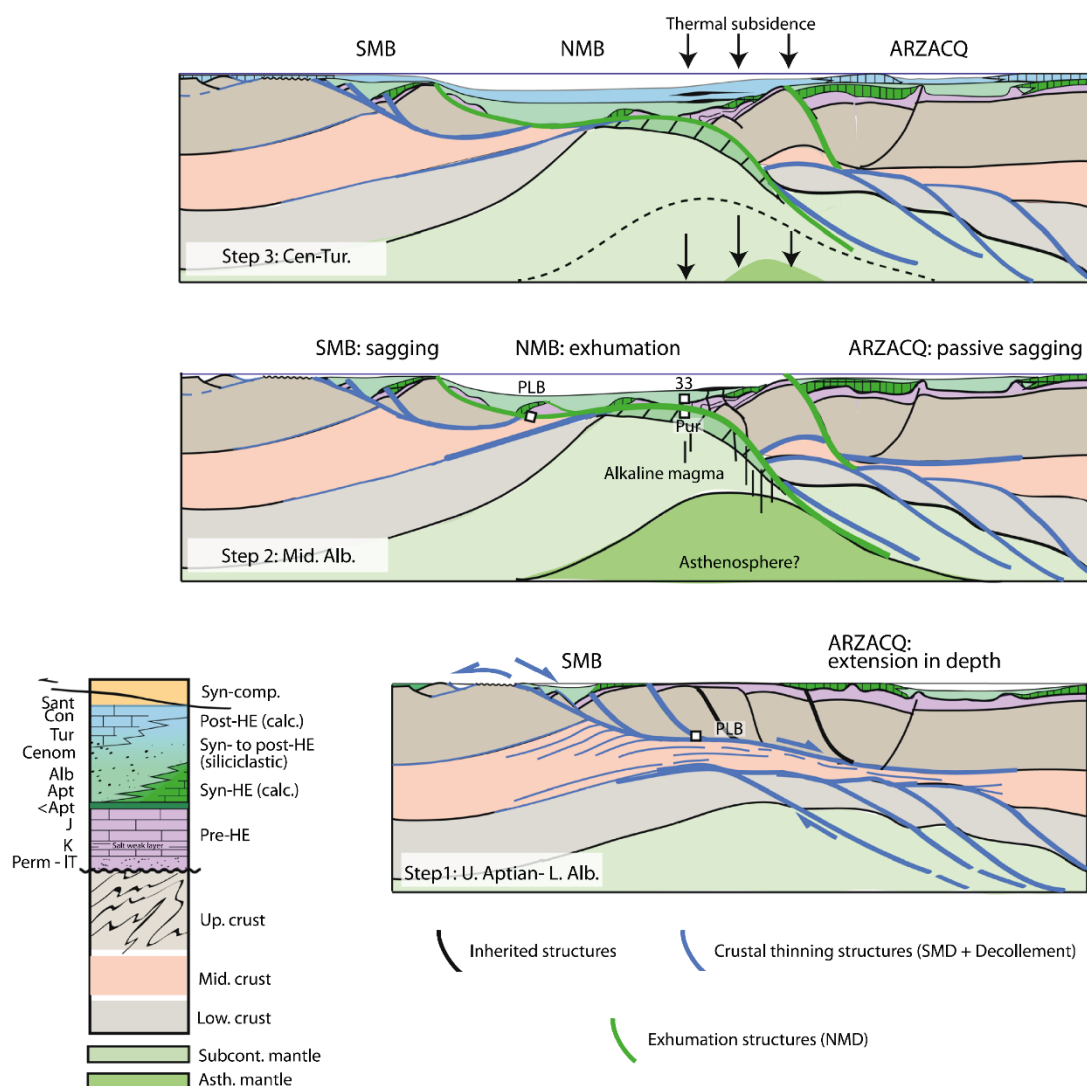 Thermal subsidence
SMB
NMB
ARZACQ
Step 3: Cen-Tur.
SMB: sagging
NMB: exhumation
ARZACQ: passive sagging
PLB
33
Pur
Alkaline magma
Step 2: Mid. Alb.
Asthenosphere?
SMB
ARZACQ:
extension in depth
PLB
Step1: U. Aptian- L. Alb.
Syn-comp.
Sant
Con
Post-HE (calc.)
Tur
Cenom
Syn- to post-HE
(siliciclastic)
Alb
Apt
Syn-HE (calc.)
<Apt
J
Pre-HE
K
Salt weak layer
Perm - IT
Up. crust
Mid. crust
Low. crust
Subcont. mantle
Asth. mantle
Inherited structures
Crustal thinning structures (SMD + Decollement)
Exhumation structures (NMD)